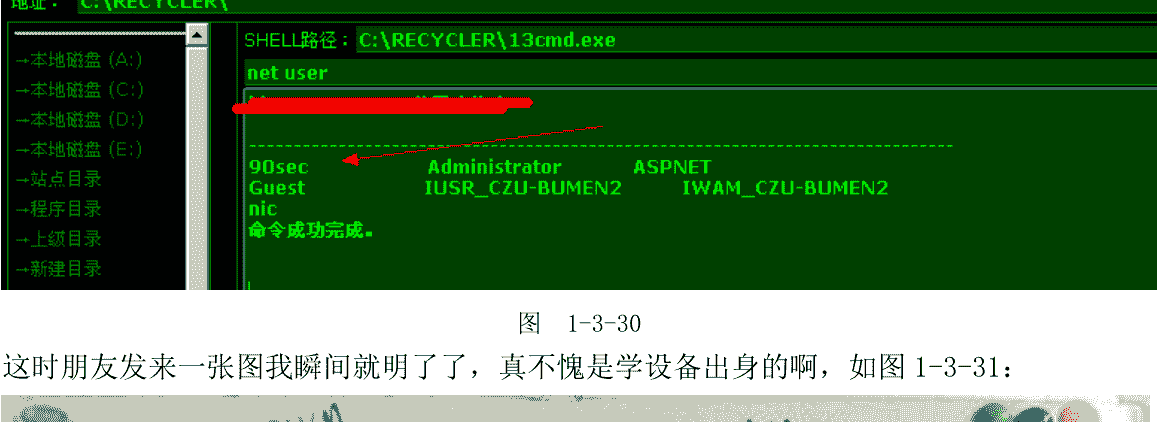 地址: C:\RECYCLER\
SHELL路径: C:\RECYCLER\13cmd.exe
net user
→本地磁盘 (A:)
→本地磁盘 (C:)
→本地磁盘 (D:)
→本地磁盘 (E:)
→站点目录
→程序目录
→上级目录
→新建目录
-------------------------------------------------------------------------------
90sec Administrator ASPNET
Guest IUSR_CZU-BUMEN2 IWAM_CZU-BUMEN2
nic
命令成功完成。
图 1-3-30
这时朋友发来一张图我瞬间就明了了，真不愧是学设备出身的啊，如图1-3-31：